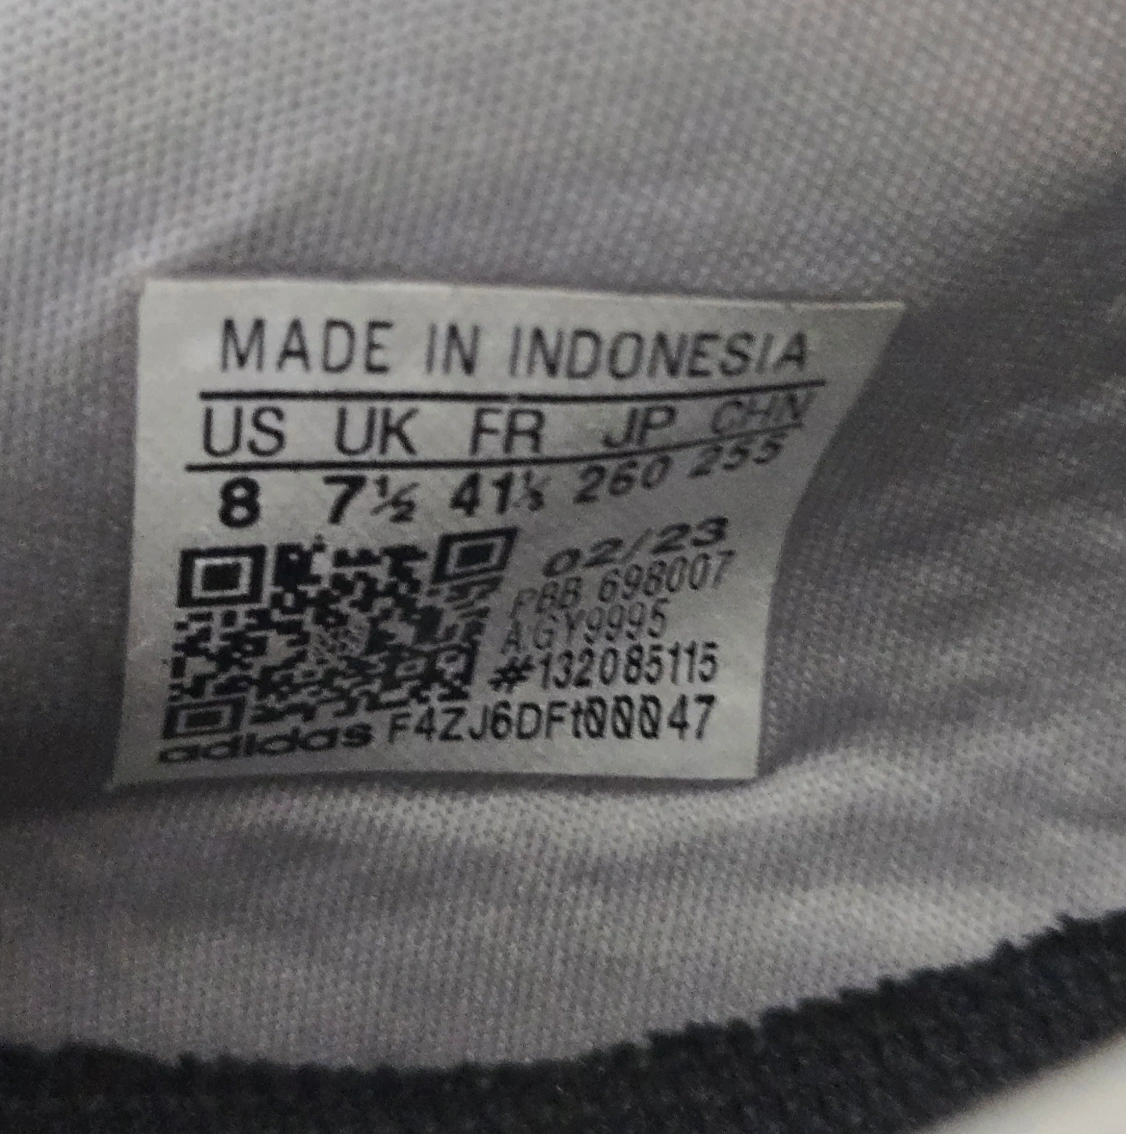 MADE IN INDONESIA
US UK FR JP CHN
8 7½ 41⅓ 260 255
02/23
PBB 698007
AGY9995
#132085115
adidas F4ZJ6DFt00047